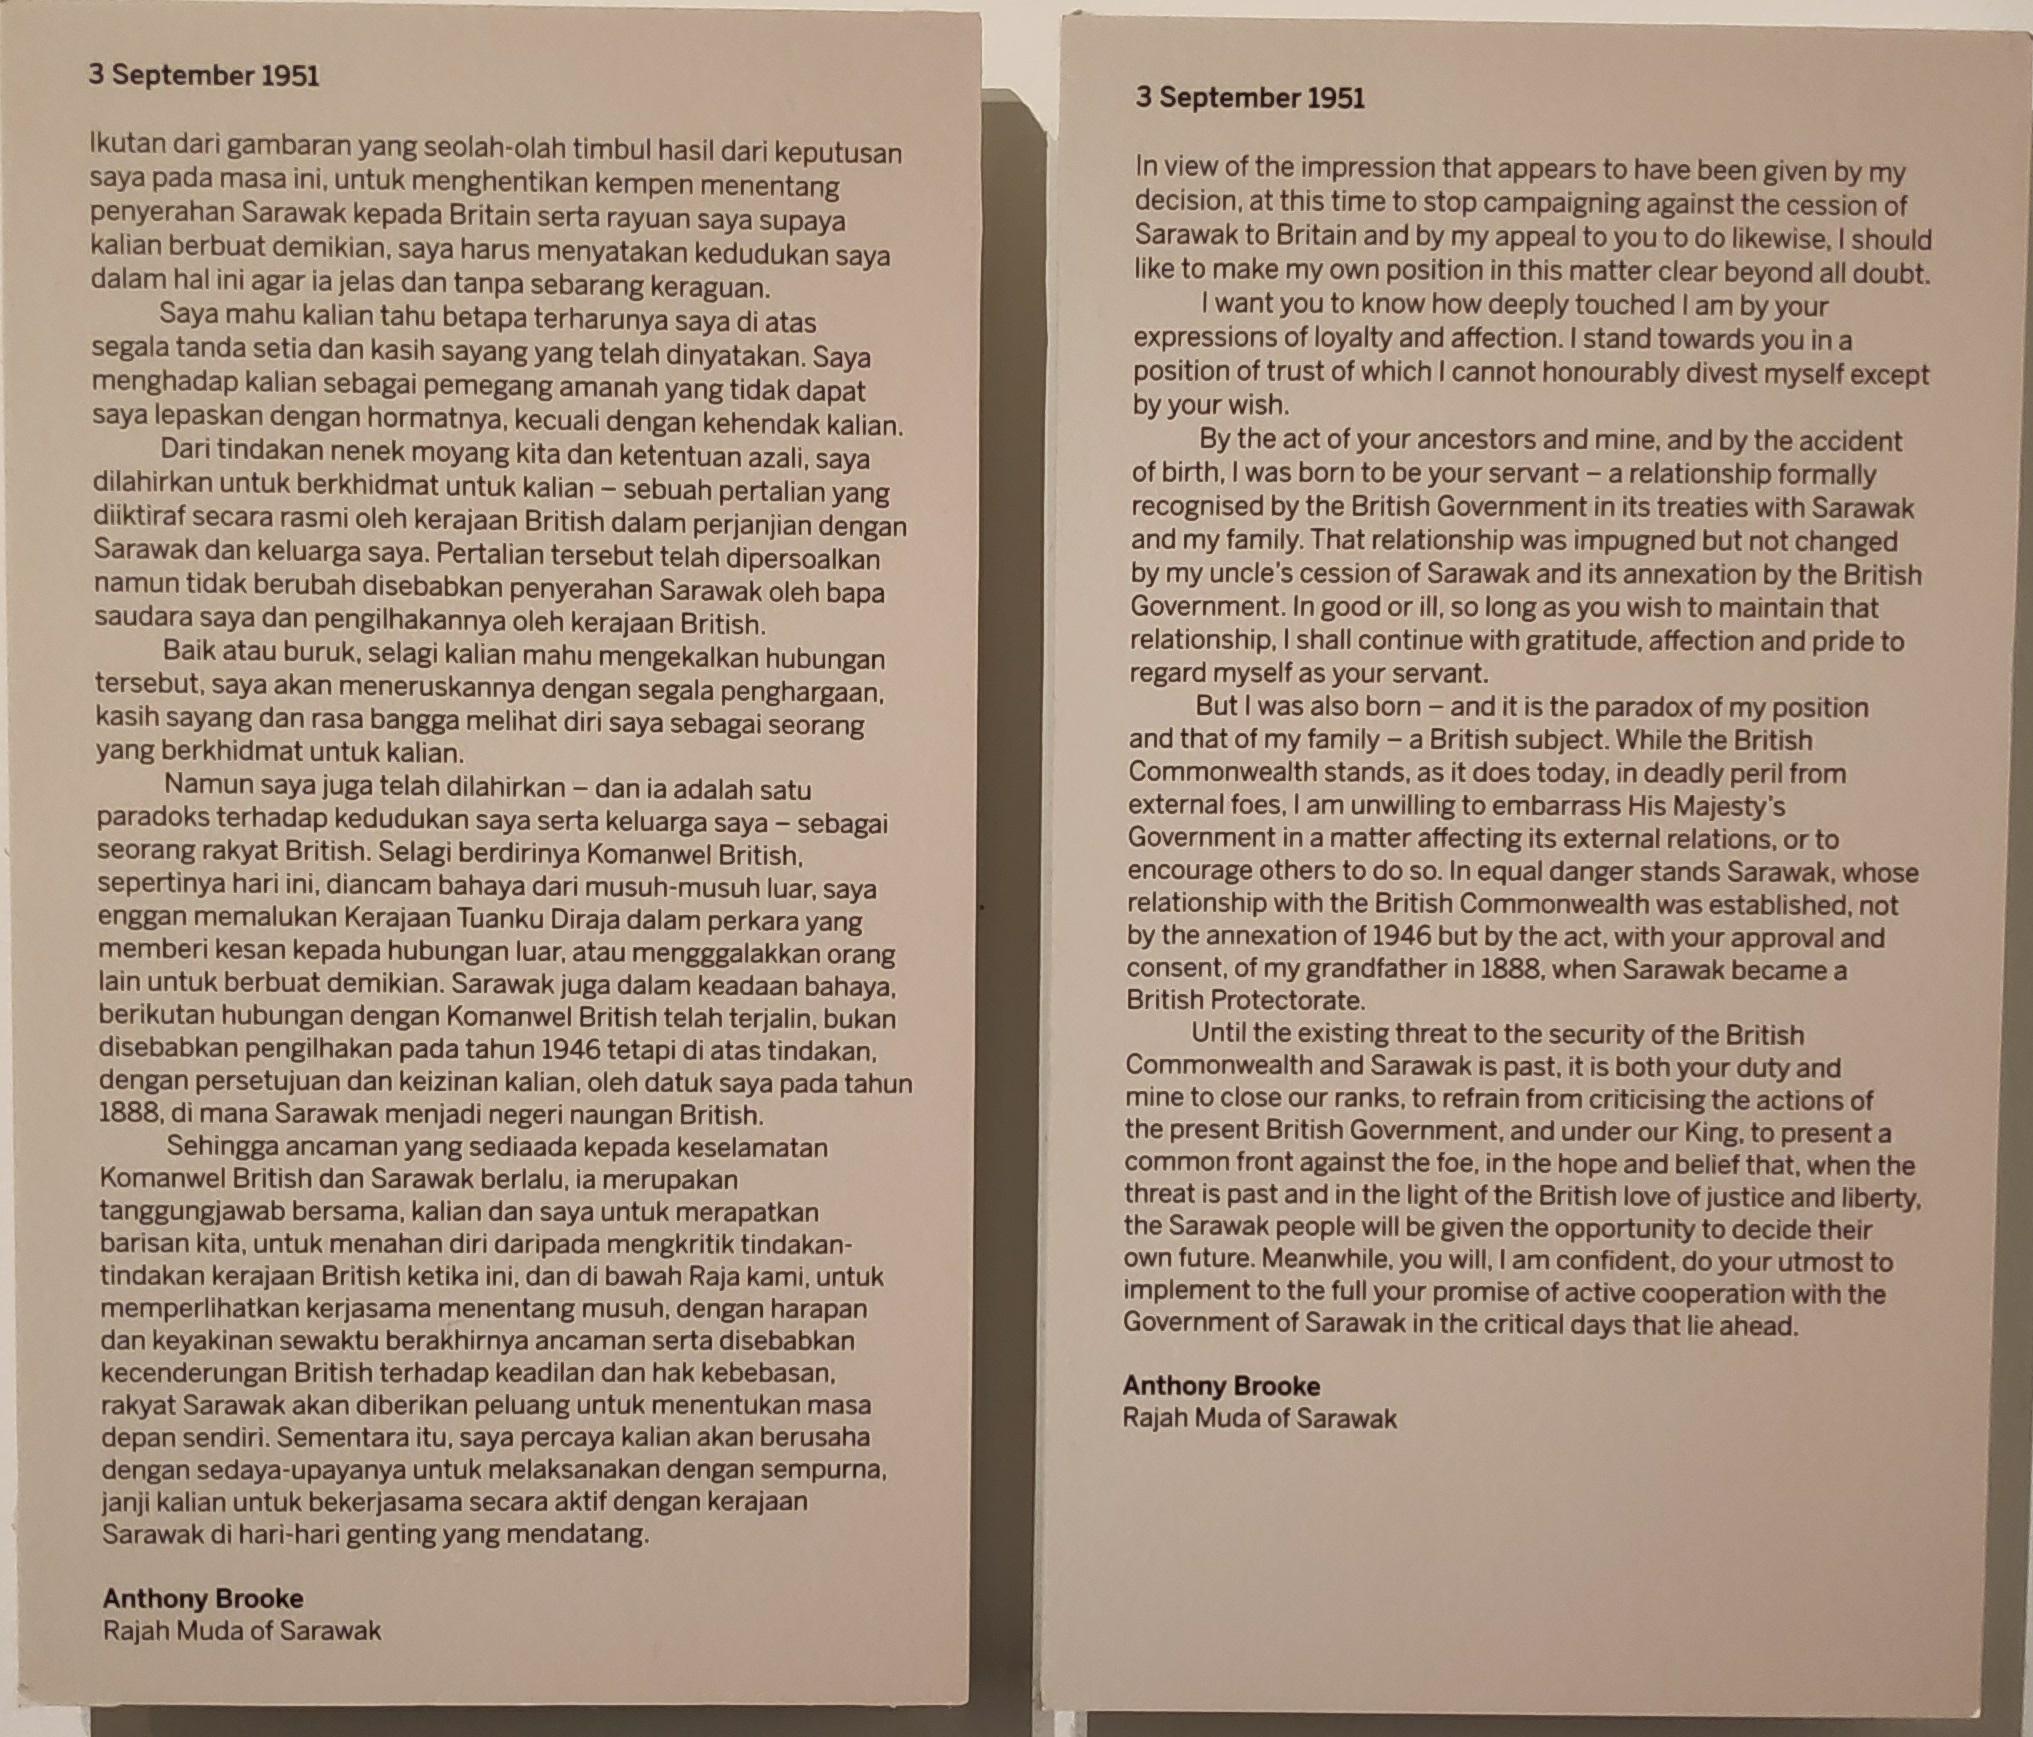 3 September 1951
Ikutan dari gambaran yang seolah-olah timbul hasil dari keputusan
saya pada masa ini, untuk menghentikan kempen menentang
penyerahan Sarawak kepada Britain serta rayuan saya supaya
kalian berbuat demikian, saya harus menyatakan kedudukan saya
dalam hal ini agar ia jelas dan tanpa sebarang keraguan.
Saya mahu kalian tahu betapa terharunya saya di atas
segala tanda setia dan kasih sayang yang telah dinyatakan. Saya
menghadap kalian sebagai pemegang amanah yang tidak dapat
saya lepaskan dengan hormatnya, kecuali dengan kehendak kalian.
Dari tindakan nenek moyang kita dan ketentuan azali, saya
dilahirkan untuk berkhidmat untuk kalian – sebuah pertalian yang
diiktiraf secara rasmi oleh kerajaan British dalam perjanjian dengan
Sarawak dan keluarga saya. Pertalian tersebut telah dipersoalkan
namun tidak berubah disebabkan penyerahan Sarawak oleh bapa
saudara saya dan pengilhakannya oleh kerajaan British.
Baik atau buruk, selagi kalian mahu mengekalkan hubungan
tersebut, saya akan meneruskannya dengan segala penghargaan,
kasih sayang dan rasa bangga melihat diri saya sebagai seorang
yang berkhidmat untuk kalian.
Namun saya juga telah dilahirkan – dan ia adalah satu
paradoks terhadap kedudukan saya serta keluarga saya – sebagai
seorang rakyat British. Selagi berdirinya Komanwel British,
sepertinya hari ini, diancam bahaya dari musuh-musuh luar, saya
enggan memalukan Kerajaan Tuanku Diraja dalam perkara yang
memberi kesan kepada hubungan luar, atau mengggalakkan orang
lain untuk berbuat demikian. Sarawak juga dalam keadaan bahaya,
berikutan hubungan dengan Komanwel British telah terjalin, bukan
disebabkan pengilhakan pada tahun 1946 tetapi di atas tindakan,
dengan persetujuan dan keizinan kalian, oleh datuk saya pada tahun
1888, di mana Sarawak menjadi negeri naungan British.
Sehingga ancaman yang sediaada kepada keselamatan
Komanwel British dan Sarawak berlalu, ia merupakan
tanggungjawab bersama, kalian dan saya untuk merapatkan
barisan kita, untuk menahan diri daripada mengkritik tindakan-
tindakan kerajaan British ketika ini, dan di bawah Raja kami, untuk
memperlihatkan kerjasama menentang musuh, dengan harapan
dan keyakinan sewaktu berakhirnya ancaman serta disebabkan
kecenderungan British terhadap keadilan dan hak kebebasan,
rakyat Sarawak akan diberikan peluang untuk menentukan masa
depan sendiri. Sementara itu, saya percaya kalian akan berusaha
dengan sedaya-upayanya untuk melaksanakan dengan sempurna,
janji kalian untuk bekerjasama secara aktif dengan kerajaan
Sarawak di hari-hari genting yang mendatang.
Anthony Brooke
Rajah Muda of Sarawak
3 September 1951
In view of the impression that appears to have been given by my
decision, at this time to stop campaigning against the cession of
Sarawak to Britain and by my appeal to you to do likewise, I should
like to make my own position in this matter clear beyond all doubt.
I want you to know how deeply touched I am by your
expressions of loyalty and affection. I stand towards you in a
position of trust of which I cannot honourably divest myself except
by your wish.
By the act of your ancestors and mine, and by the accident
of birth, I was born to be your servant – a relationship formally
recognised by the British Government in its treaties with Sarawak
and my family. That relationship was impugned but not changed
by my uncle's cession of Sarawak and its annexation by the British
Government. In good or ill, so long as you wish to maintain that
relationship, I shall continue with gratitude, affection and pride to
regard myself as your servant.
But I was also born – and it is the paradox of my position
and that of my family – a British subject. While the British
Commonwealth stands, as it does today, in deadly peril from
external foes, I am unwilling to embarrass His Majesty's
Government in a matter affecting its external relations, or to
encourage others to do so. In equal danger stands Sarawak, whose
relationship with the British Commonwealth was established, not
by the annexation of 1946 but by the act, with your approval and
consent, of my grandfather in 1888, when Sarawak became a
British Protectorate.
Until the existing threat to the security of the British
Commonwealth and Sarawak is past, it is both your duty and
mine to close our ranks, to refrain from criticising the actions of
the present British Government, and under our King, to present a
common front against the foe, in the hope and belief that, when the
threat is past and in the light of the British love of justice and liberty,
the Sarawak people will be given the opportunity to decide their
own future. Meanwhile, you will, I am confident, do your utmost to
implement to the full your promise of active cooperation with the
Government of Sarawak in the critical days that lie ahead.
Anthony Brooke
Rajah Muda of Sarawak